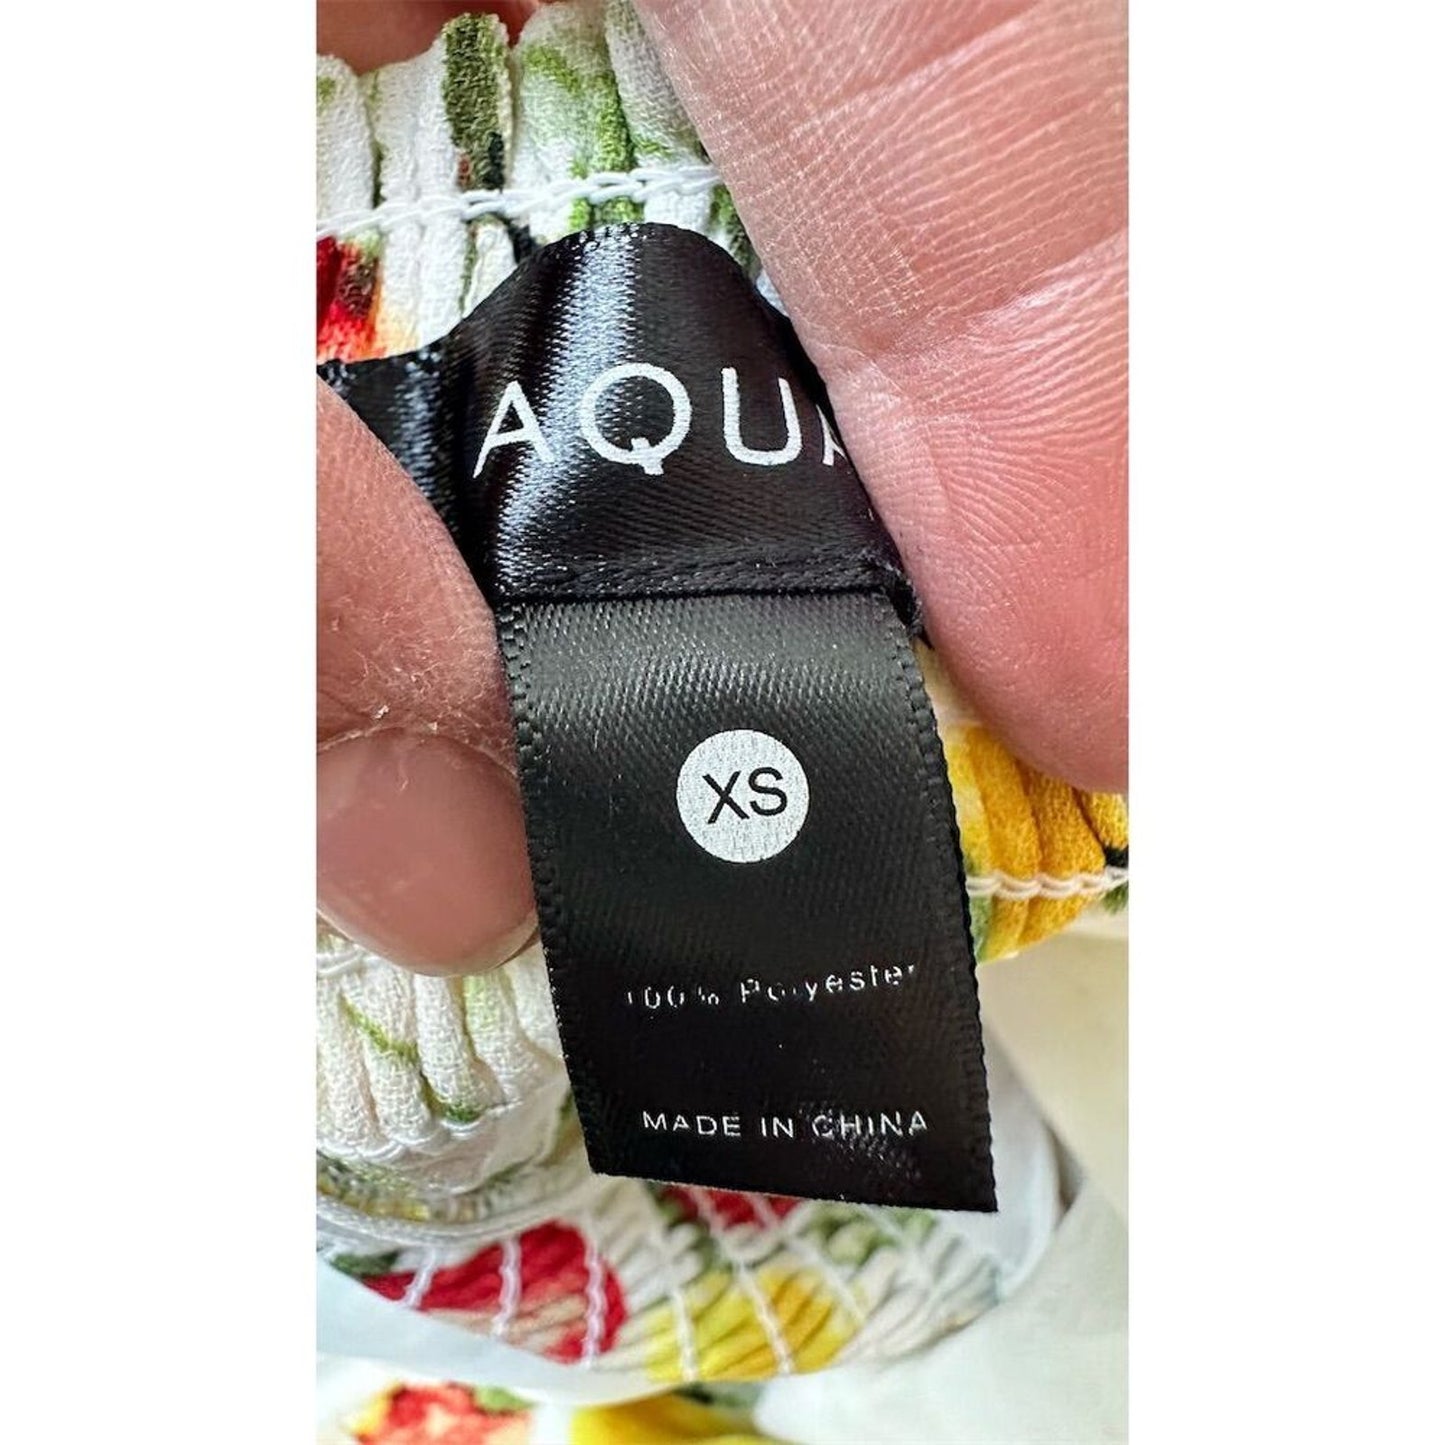 AQUA
XS
100% Polyester
MADE IN CHINA